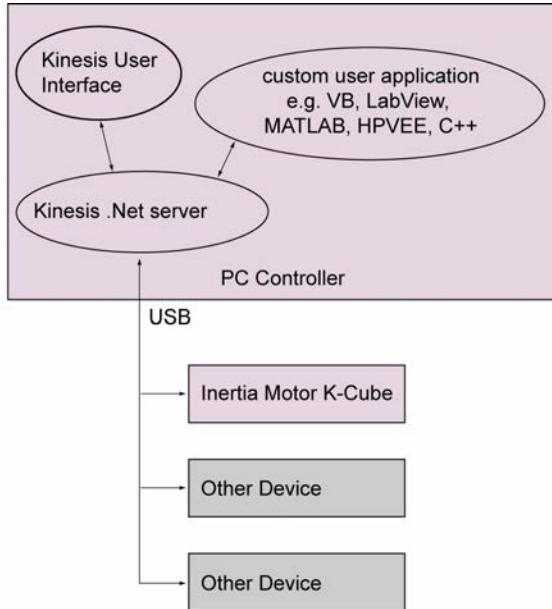 Kinesis User
Interface
custom user application
e.g. VB, LabView,
MATLAB, HPVEE, C++
Kinesis .Net server
PC Controller
USB
Inertia Motor K-Cube
Other Device
Other Device